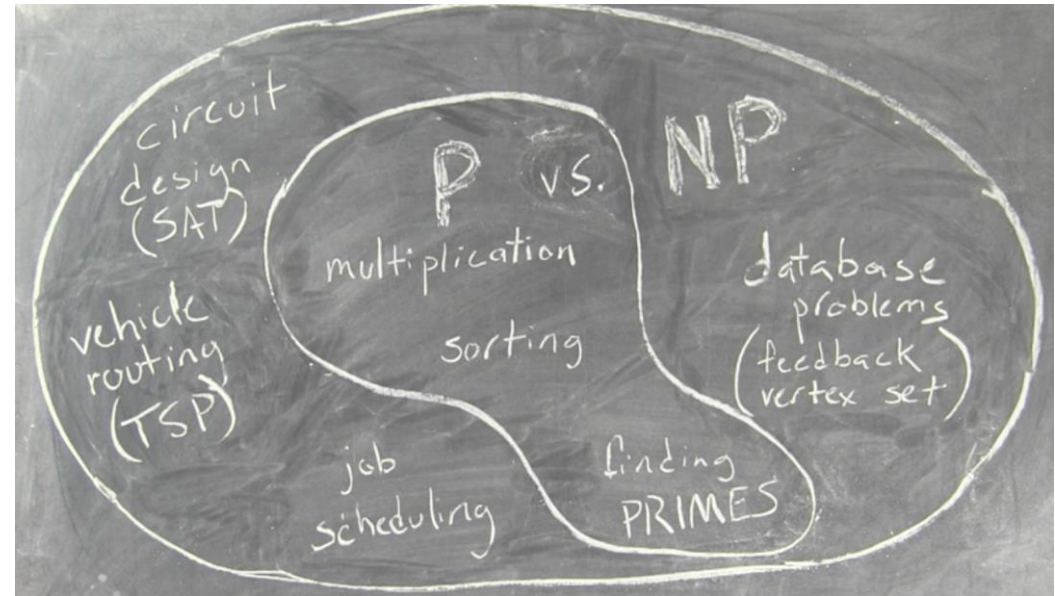 circuit
design
(SAT)
P vs. NP
multiplication
sorting
vehicle
routing
(TSP)
database
problems
(feedback
vertex set)
job
scheduling
finding
PRIMES